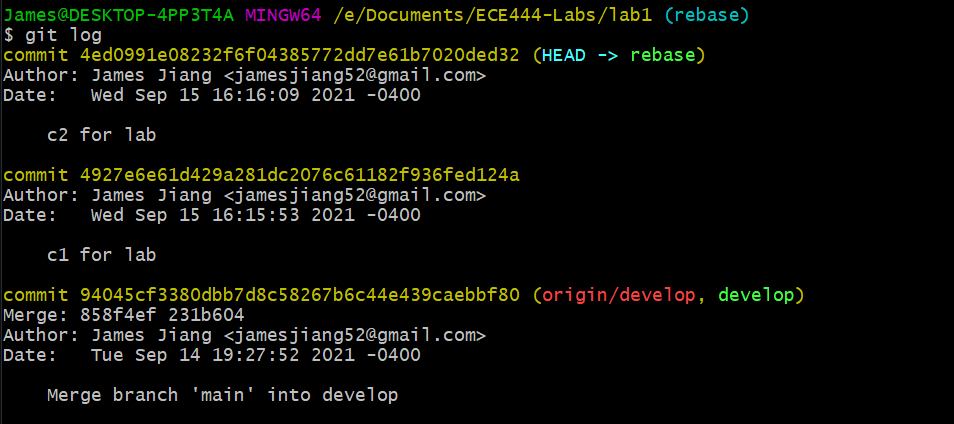 James@DESKTOP-4PP3T4A MINGW64 /e/Documents/ECE444-Labs/lab1 (rebase)
$ git log
commit 4ed0991e08232f6f04385772dd7e61b7020ded32 (HEAD -> rebase)
Author: James Jiang <jamesjiang52@gmail.com>
Date:   Wed Sep 15 16:16:09 2021 -0400

    c2 for lab

commit 4927e6e61d429a281dc2076c61182f936fed124a
Author: James Jiang <jamesjiang52@gmail.com>
Date:   Wed Sep 15 16:15:53 2021 -0400

    c1 for lab

commit 94045cf3380dbb7d8c58267b6c44e439caebbf80 (origin/develop, develop)
Merge: 858f4ef 231b604
Author: James Jiang <jamesjiang52@gmail.com>
Date:   Tue Sep 14 19:27:52 2021 -0400

    Merge branch 'main' into develop